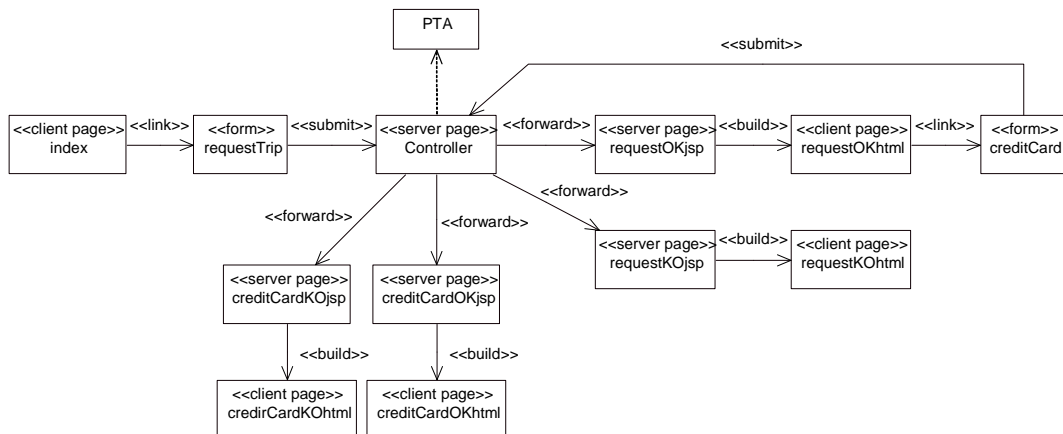 PTA
<<submit>>
<<client page>>
index
<<link>>
<<form>>
requestTrip
<<submit>>
<<server page>>
Controller
<<forward>>
<<server page>>
requestOKjsp
<<build>>
<<client page>>
requestOKhtml
<<link>>
<<form>>
creditCard
<<forward>>
<<forward>>
<<forward>>
<<server page>>
requestKOjsp
<<build>>
<<client page>>
requestKOhtml
<<server page>>
creditCardKOjsp
<<server page>>
creditCardOKjsp
<<build>>
<<build>>
<<client page>>
credirCardKOhtml
<<client page>>
creditCardOKhtml